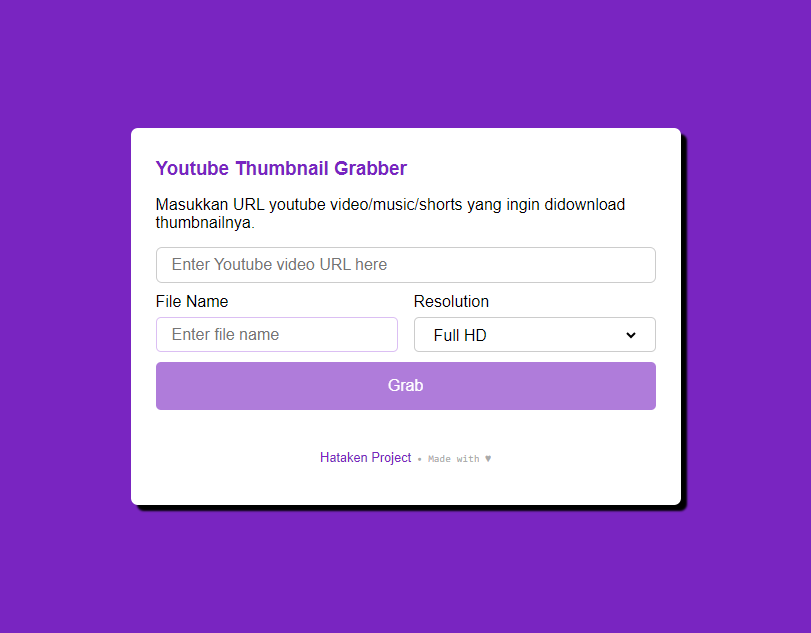 Youtube Thumbnail Grabber
Masukkan URL youtube video/music/shorts yang ingin didownload
thumbnailnya.
Enter Youtube video URL here
File Name Resolution
Enter file name Full HD
Grab
Hataken Project • Made with ♥